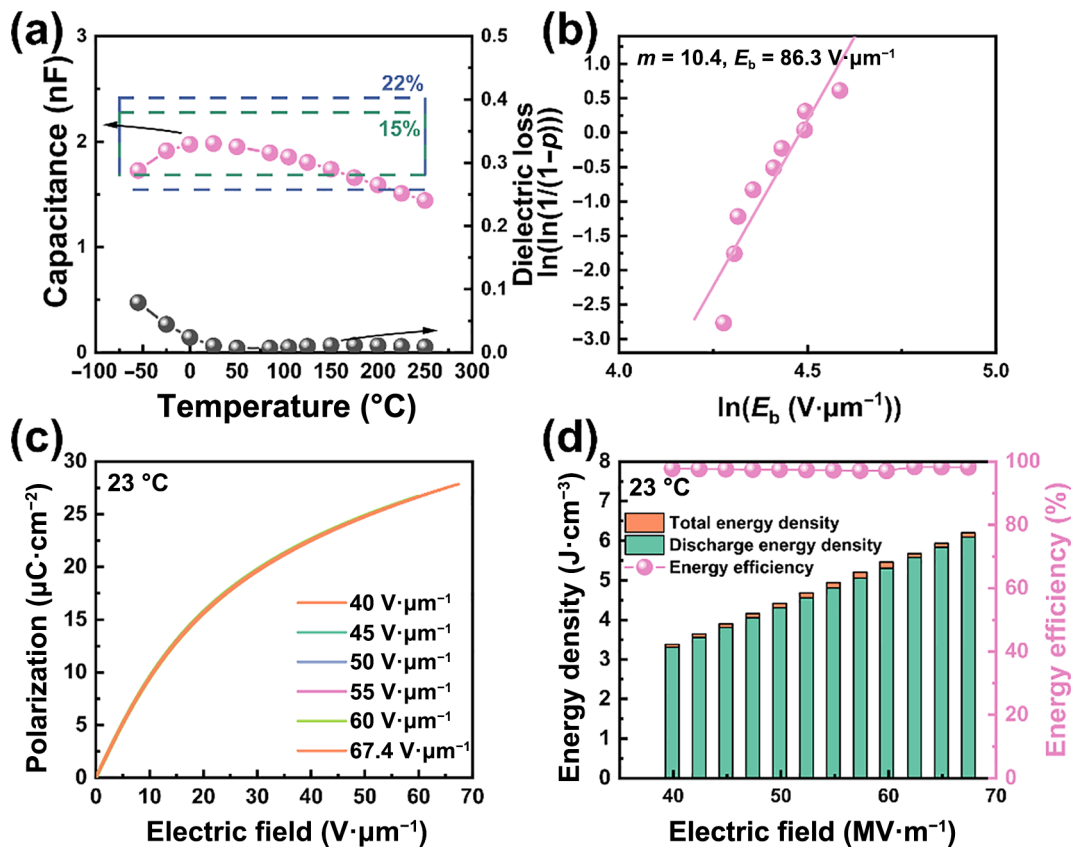 (a)
3
2
1
0
Capacitance (nF)
22%
15%
0.5
0.4
0.3
0.2
0.1
0.0
Dielectric loss
−100 −50 0 50 100 150 200 250 300
Temperature (°C)
(b)
m = 10.4, Eb = 86.3 V·μm⁻¹
1.0
0.5
0.0
−0.5
−1.0
−1.5
−2.0
−2.5
−3.0
ln(ln(1/(1−p)))
4.0 4.5 5.0
ln(Eb (V·μm⁻¹))
(c)
23 °C
30
25
20
15
10
5
0
Polarization (μC·cm⁻²)
40 V·μm⁻¹
45 V·μm⁻¹
50 V·μm⁻¹
55 V·μm⁻¹
60 V·μm⁻¹
67.4 V·μm⁻¹
0 10 20 30 40 50 60 70
Electric field (V·μm⁻¹)
(d)
23 °C
8
7
6
5
4
3
2
1
0
Energy density (J·cm⁻³)
Total energy density
Discharge energy density
Energy efficiency
100
80
60
40
20
0
Energy efficiency (%)
40 50 60 70
Electric field (MV·m⁻¹)